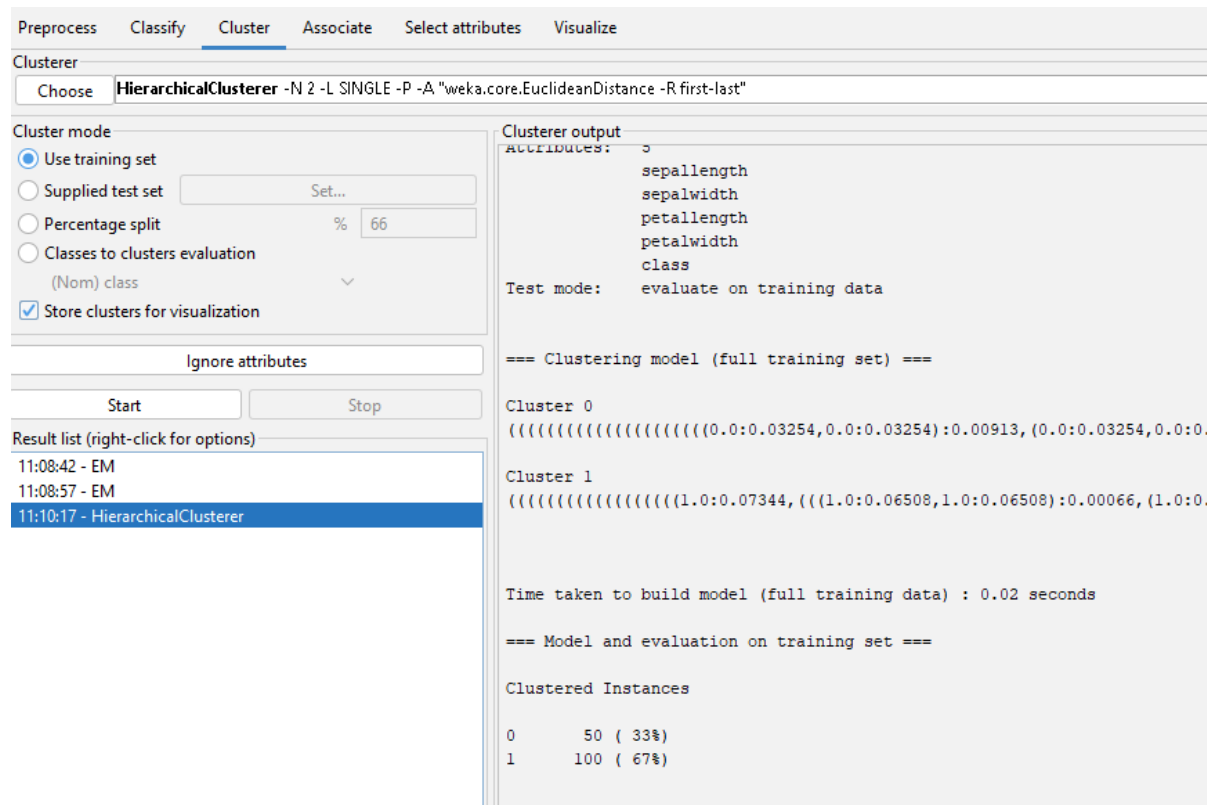 Preprocess Classify Cluster Associate Select attributes Visualize
Clusterer
Choose HierarchicalClusterer -N 2 -L SINGLE -P -A "weka.core.EuclideanDistance -R first-last"
Cluster mode
Use training set
Supplied test set Set...
Percentage split % 66
Classes to clusters evaluation
(Nom) class
Store clusters for visualization
Ignore attributes
Start Stop
Result list (right-click for options)
11:08:42 - EM
11:08:57 - EM
11:10:17 - HierarchicalClusterer
Clusterer output
Attributes: 5
sepallength
sepalwidth
petallength
petalwidth
class
Test mode: evaluate on training data
=== Clustering model (full training set) ===
Cluster 0
((((((((((((((((((((0.0:0.03254,0.0:0.03254):0.00913,(0.0:0.03254,0.0:0.
Cluster 1
(((((((((((((((((1.0:0.07344,(((1.0:0.06508,1.0:0.06508):0.00066,(1.0:0.
Time taken to build model (full training data) : 0.02 seconds
=== Model and evaluation on training set ===
Clustered Instances
0 50 ( 33%)
1 100 ( 67%)